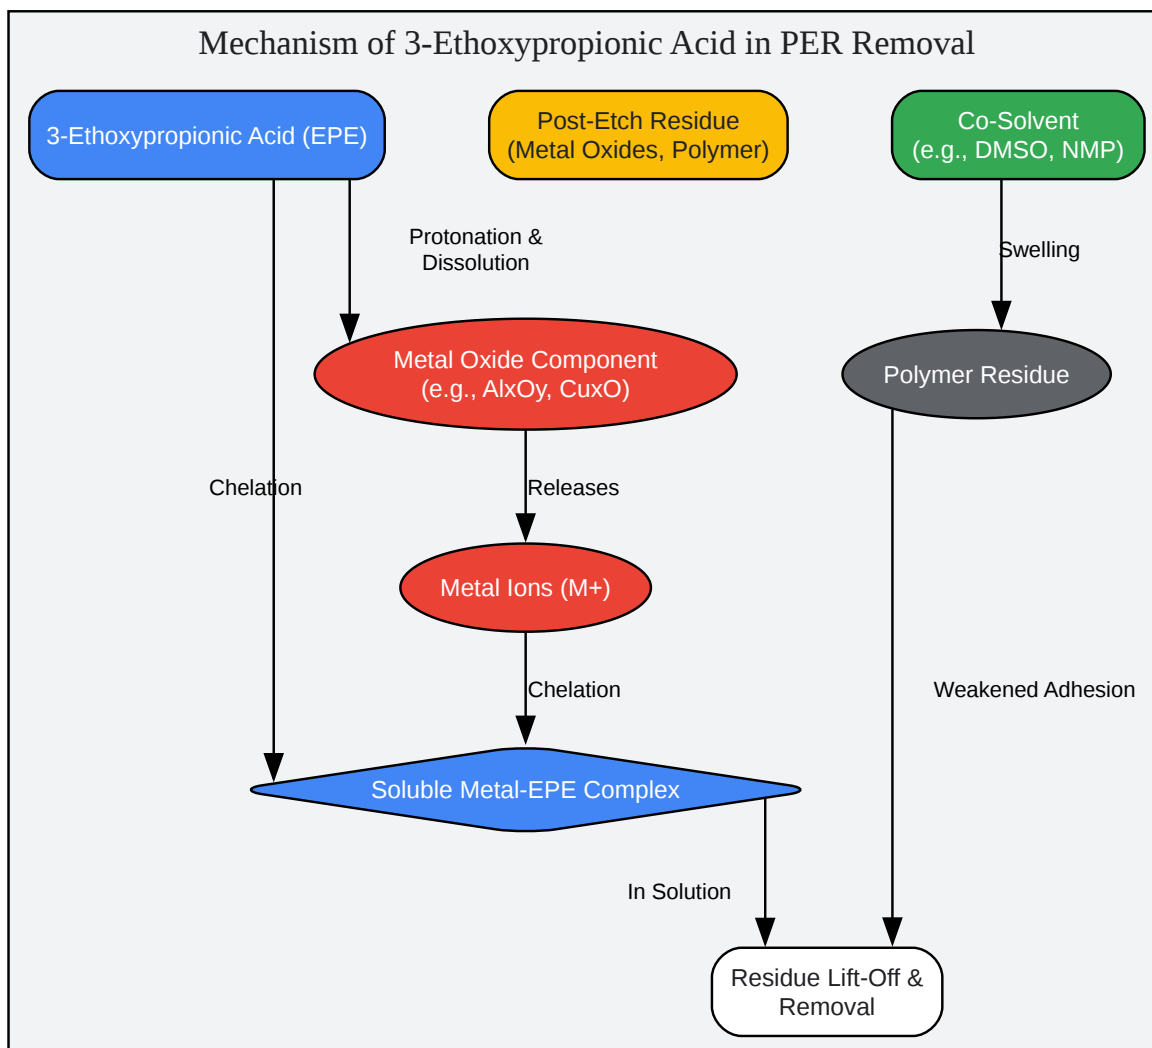 Mechanism of 3-Ethoxypropionic Acid in PER Removal
3-Ethoxypropionic Acid (EPE)
Post-Etch Residue
(Metal Oxides, Polymer)
Co-Solvent
(e.g., DMSO, NMP)
Protonation &
Dissolution
Swelling
Metal Oxide Component
(e.g., AlxOy, CuxO)
Polymer Residue
Chelation
Releases
Metal Ions (M+)
Chelation
Weakened Adhesion
Soluble Metal-EPE Complex
In Solution
Residue Lift-Off &
Removal